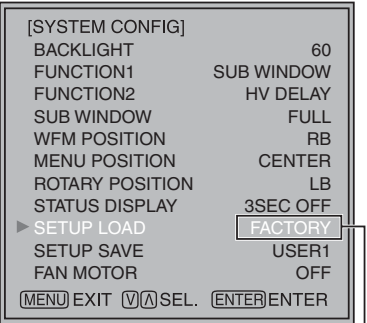 [SYSTEM CONFIG]
BACKLIGHT 60
FUNCTION1 SUB WINDOW
FUNCTION2 HV DELAY
SUB WINDOW FULL
WFM POSITION RB
MENU POSITION CENTER
ROTARY POSITION LB
STATUS DISPLAY 3SEC OFF
SETUP LOAD FACTORY
SETUP SAVE USER1
FAN MOTOR OFF
MENU EXIT V Λ SEL. ENTER ENTER